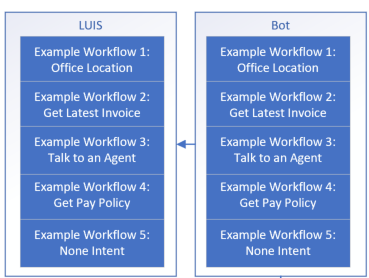 LUIS
Example Workflow 1:
Office Location
Example Workflow 2:
Get Latest Invoice
Example Workflow 3:
Talk to an Agent
Example Workflow 4:
Get Pay Policy
Example Workflow 5:
None Intent
Bot
Example Workflow 1:
Office Location
Example Workflow 2:
Get Latest Invoice
Example Workflow 3:
Talk to an Agent
Example Workflow 4:
Get Pay Policy
Example Workflow 5:
None Intent